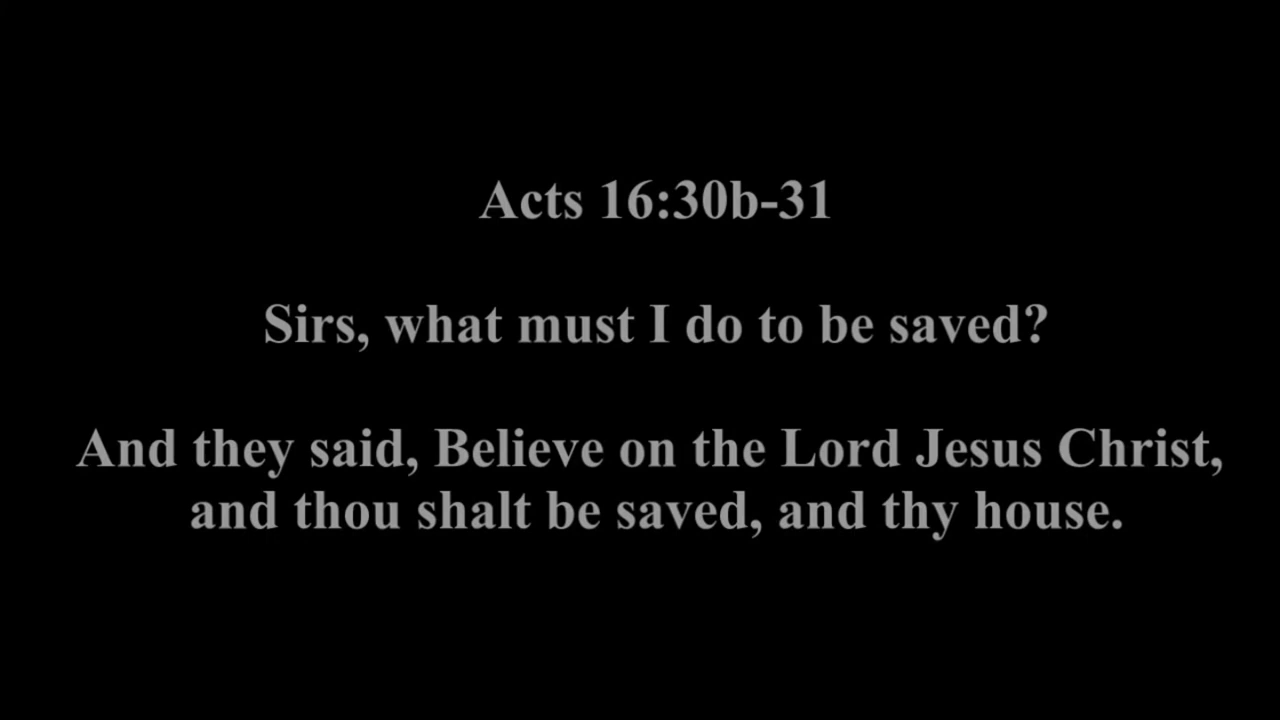 Acts 16:30b-31
Sirs, what must I do to be saved?
And they said, Believe on the Lord Jesus Christ,
and thou shalt be saved, and thy house.